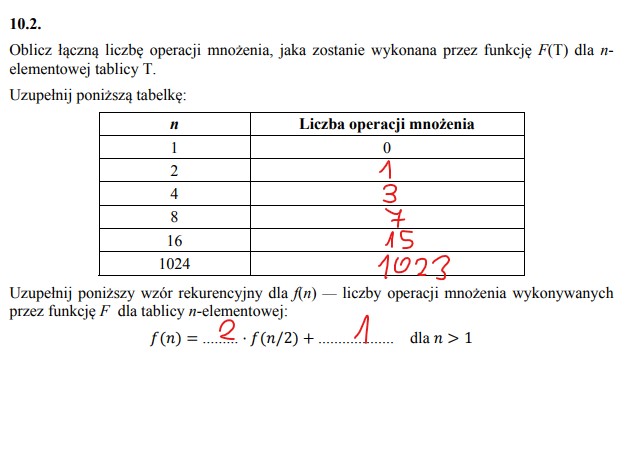 10.2.
Oblicz łączną liczbę operacji mnożenia, jaka zostanie wykonana przez funkcję F(T) dla n-
elementowej tablicy T.
Uzupełnij poniższą tabelkę:
n Liczba operacji mnożenia
1 0
2 1
4 3
8 7
16 15
1024 1023
Uzupełnij poniższy wzór rekurencyjny dla f(n) — liczby operacji mnożenia wykonywanych
przez funkcję F dla tablicy n-elementowej:
f(n) = ...2... · f(n/2) + .......1....... dla n > 1